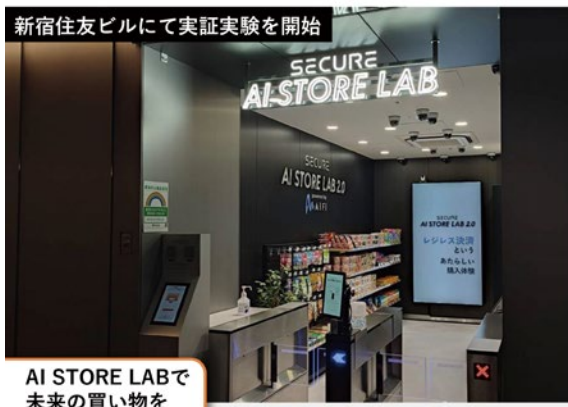 新宿住友ビルにて実証実験を開始
SECURE
AI STORE LAB
SECURE
AI STORE LAB 2.0
powered by
AIFI
SECURE
AI STORE LAB 2.0
レジレス決済
という
あたらしい
購入体験
AI STORE LABで
未来の買い物を